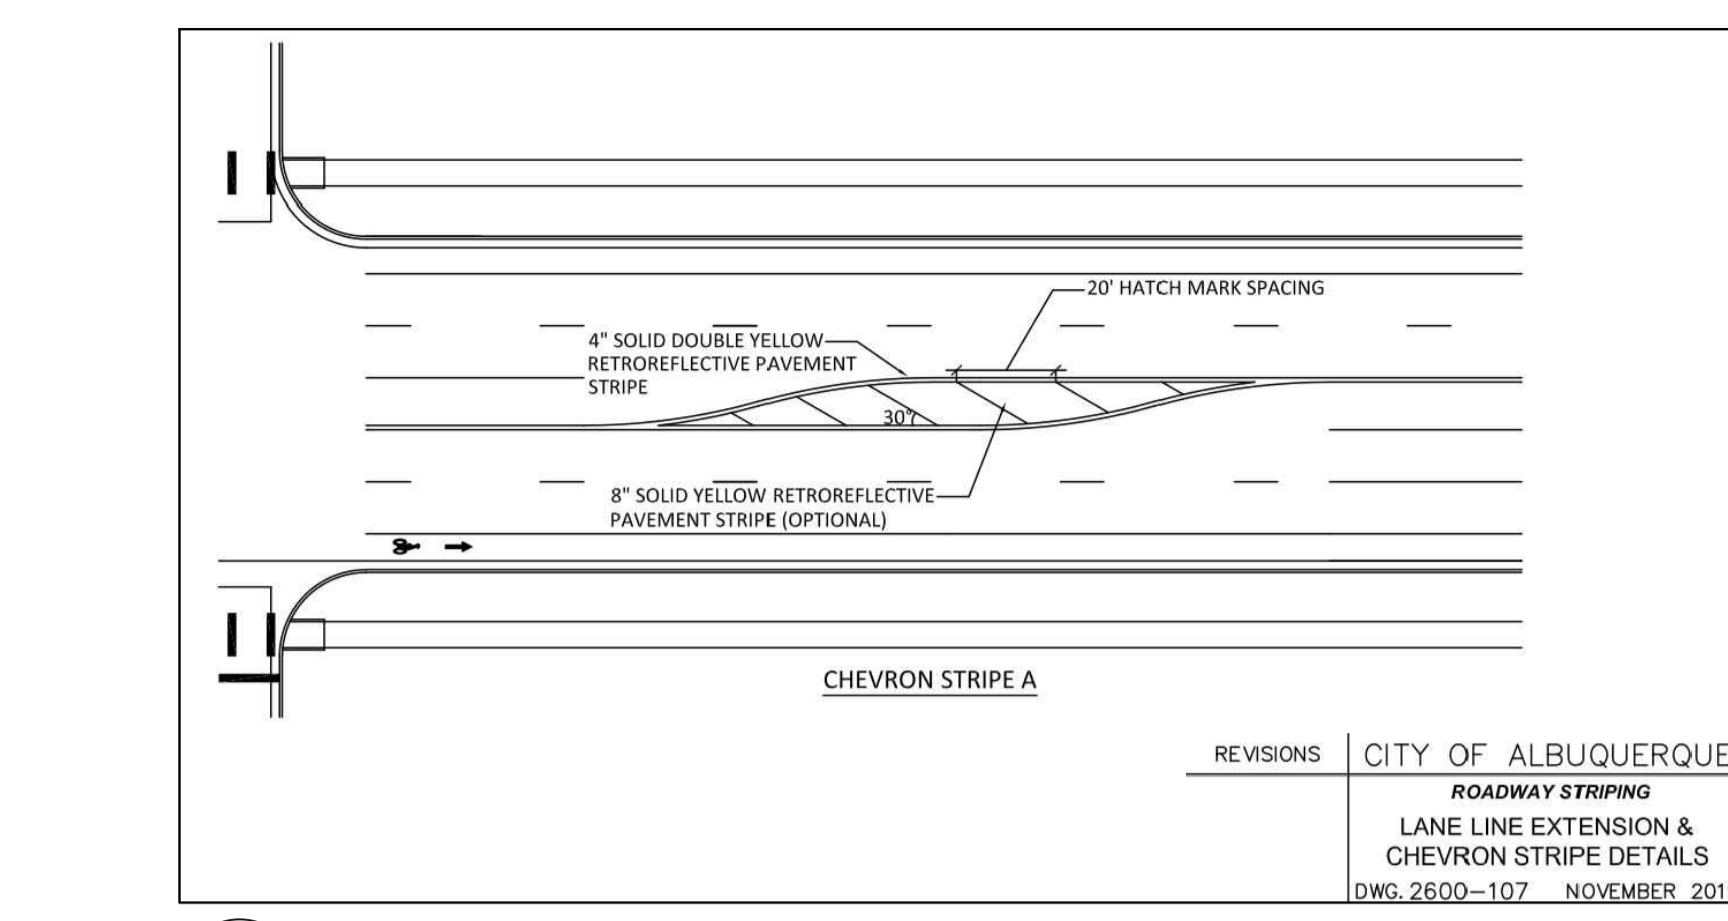 20' HATCH MARK SPACING
4" SOLID DOUBLE YELLOW
RETROREFLECTIVE PAVEMENT
STRIPE
30°
8" SOLID YELLOW RETROREFLECTIVE
PAVEMENT STRIPE (OPTIONAL)
CHEVRON STRIPE A
REVISIONS
CITY OF ALBUQUERQUE
ROADWAY STRIPING
LANE LINE EXTENSION &
CHEVRON STRIPE DETAILS
DWG. 2600-107 NOVEMBER